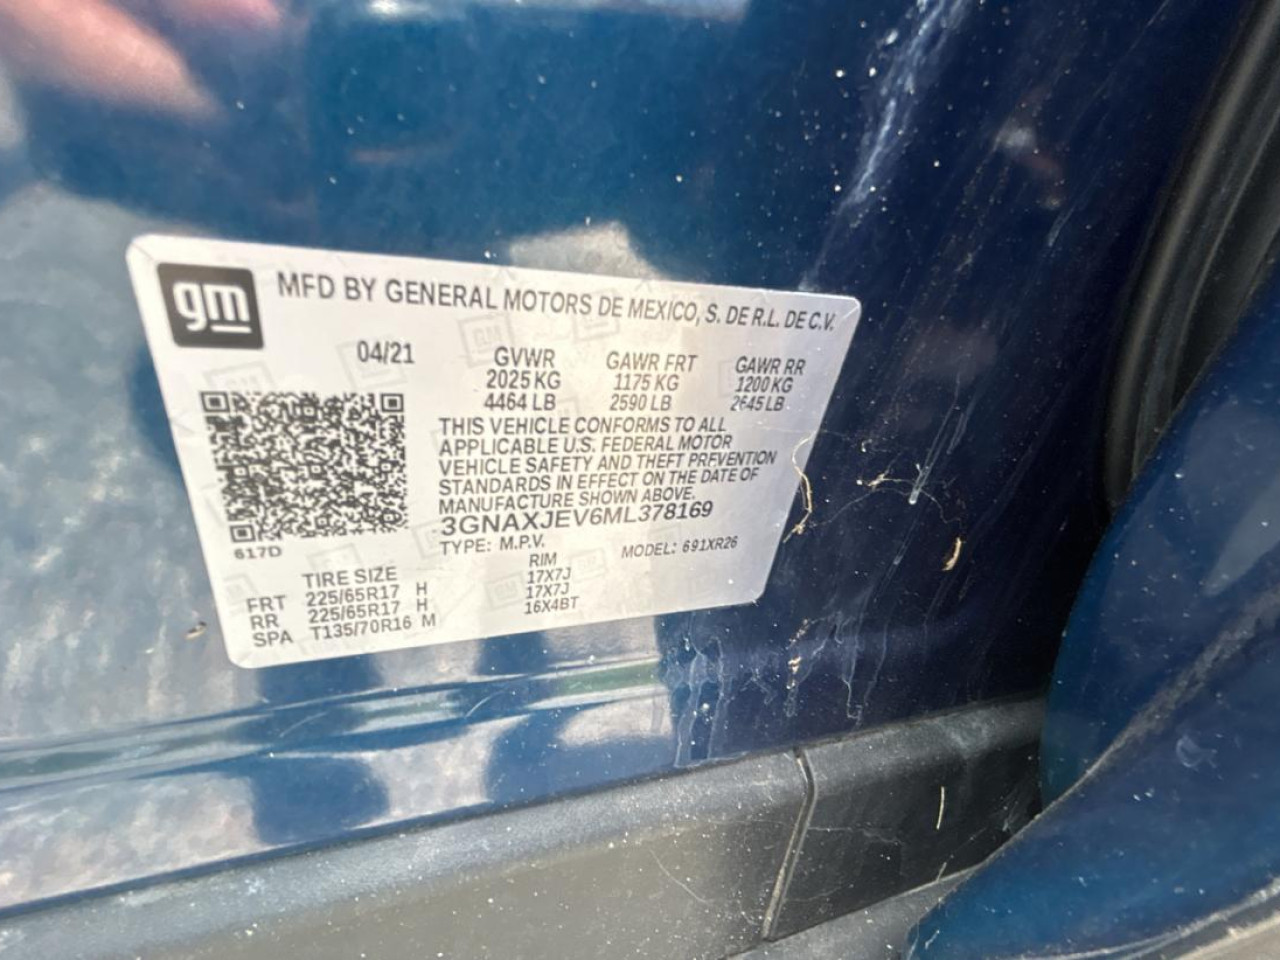 gm
MFD BY GENERAL MOTORS DE MEXICO, S. DE R.L. DE C.V.
04/21 GVWR GAWR FRT GAWR RR
2025 KG 1175 KG 1200 KG
4464 LB 2590 LB 2645 LB
THIS VEHICLE CONFORMS TO ALL
APPLICABLE U.S. FEDERAL MOTOR
VEHICLE SAFETY AND THEFT PREVENTION
STANDARDS IN EFFECT ON THE DATE OF
MANUFACTURE SHOWN ABOVE.
3GNAXJEV6ML378169
617D
TYPE: M.P.V. MODEL: 691XR26
TIRE SIZE RIM
FRT 225/65R17 H 17X7J
RR 225/65R17 H 17X7J
SPA T135/70R16 M 16X4BT